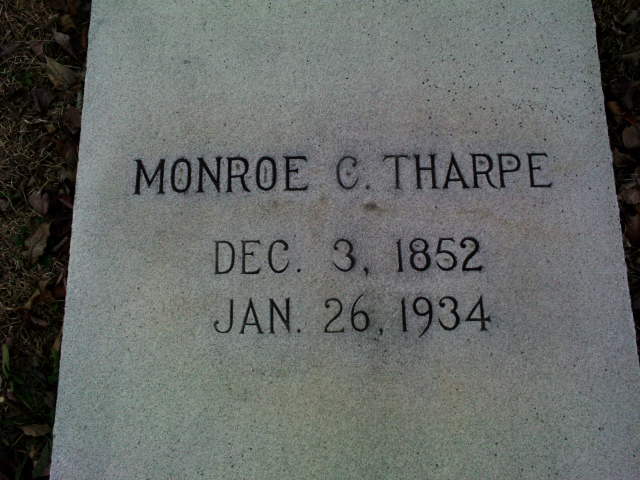 MONROE C. THARPE
DEC. 3, 1852
JAN. 26, 1934